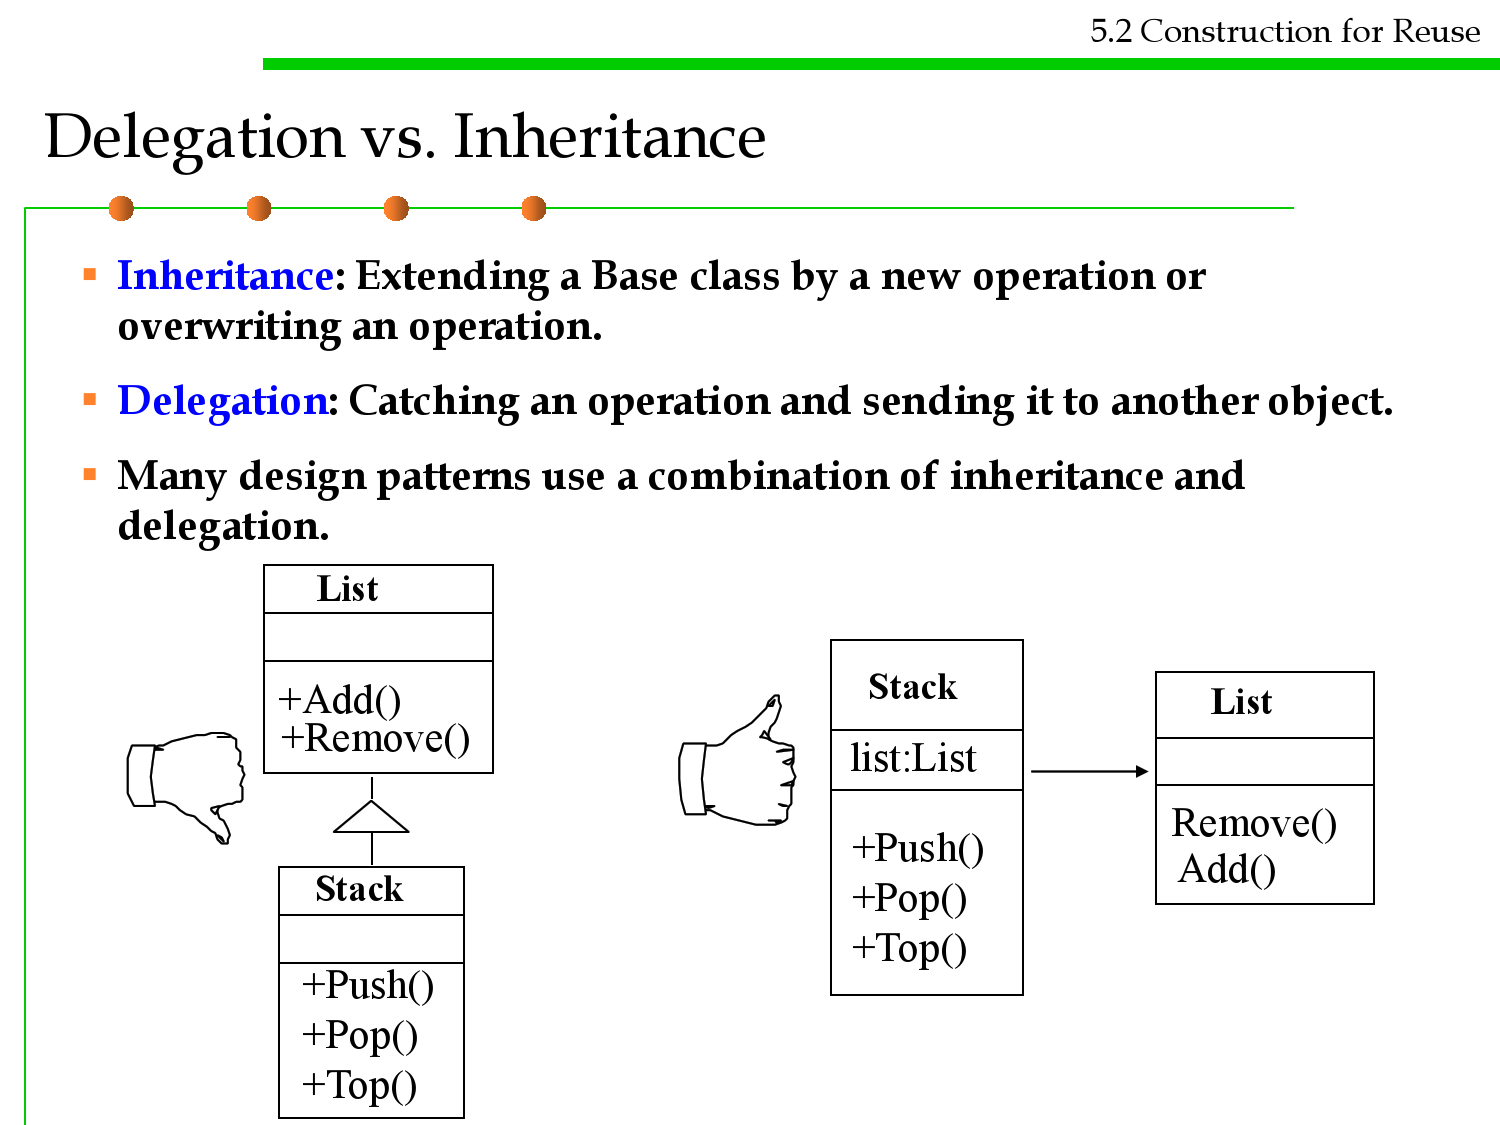 5.2 Construction for Reuse
Delegation vs. Inheritance
Inheritance: Extending a Base class by a new operation or
overwriting an operation.
Delegation: Catching an operation and sending it to another object.
Many design patterns use a combination of inheritance and
delegation.
List
+Add()
+Remove()
Stack
+Push()
+Pop()
+Top()
Stack
list:List
+Push()
+Pop()
+Top()
List
Remove()
Add()